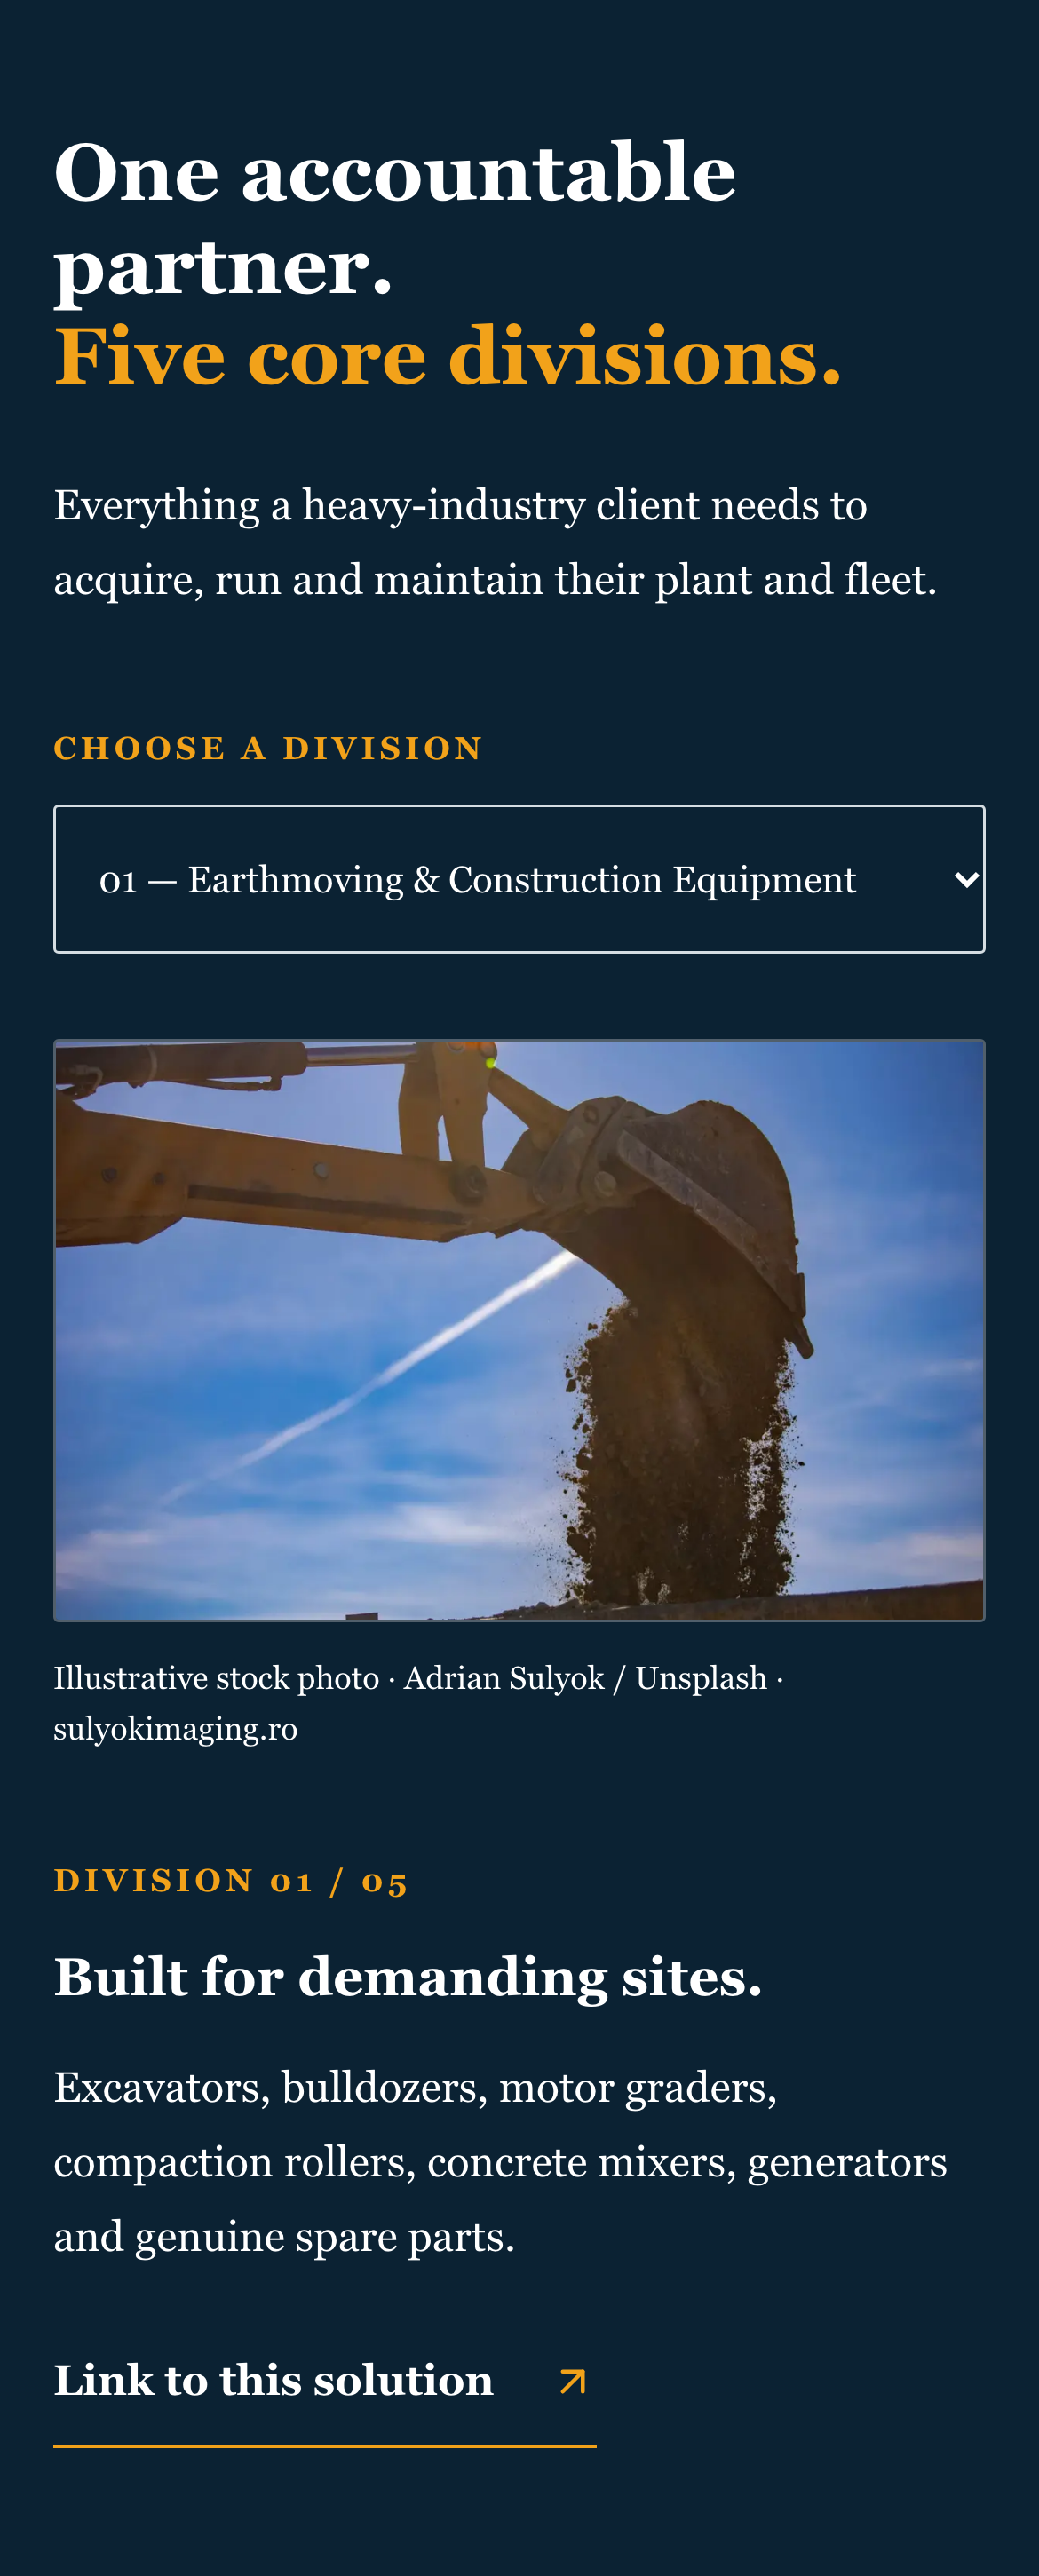 One accountable
partner.
Five core divisions.
Everything a heavy-industry client needs to
acquire, run and maintain their plant and fleet.
CHOOSE A DIVISION
01 — Earthmoving & Construction Equipment
Illustrative stock photo · Adrian Sulyok / Unsplash ·
sulyokimaging.ro
DIVISION 01 / 05
Built for demanding sites.
Excavators, bulldozers, motor graders,
compaction rollers, concrete mixers, generators
and genuine spare parts.
Link to this solution